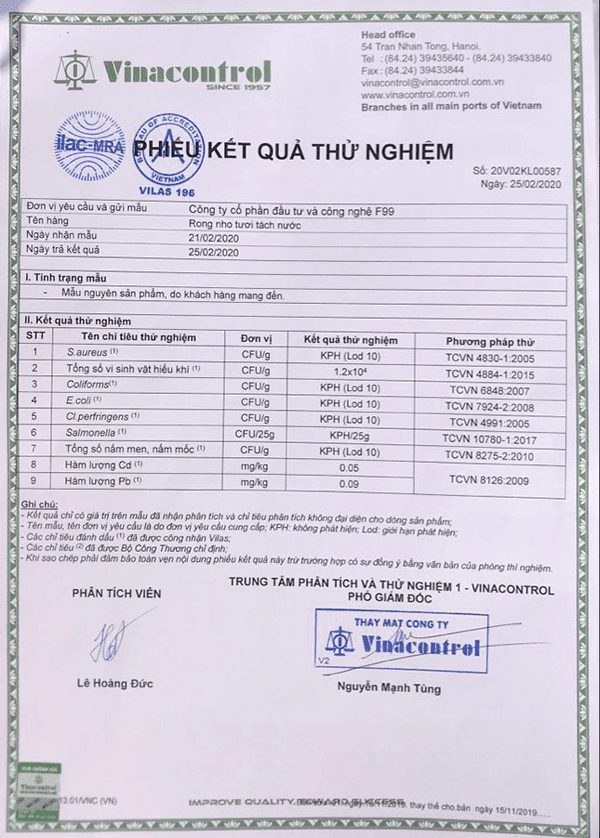 Vinacontrol
SINCE 1957
Head office
54 Tran Nhan Tong, Hanoi.
Tel : (84.24) 39435640 - (84.24) 39433840
Fax : (84.24) 39433844
vinacontrol@vinacontrol.com.vn
www.vinacontrol.com.vn
Branches in all main ports of Vietnam
ilac-MRA
BUREAU OF ACCREDITATION
VIETNAM
VILAS 196
PHIẾU KẾT QUẢ THỬ NGHIỆM
Số: 20V02KL00587
Ngày: 25/02/2020
Đơn vị yêu cầu và gửi mẫu Công ty cổ phần đầu tư và công nghệ F99
Tên hàng Rong nho tươi tách nước
Ngày nhận mẫu 21/02/2020
Ngày trả kết quả 25/02/2020
I. Tình trạng mẫu
- Mẫu nguyên sản phẩm, do khách hàng mang đến.
II. Kết quả thử nghiệm
STT Tên chỉ tiêu thử nghiệm Đơn vị Kết quả thử nghiệm Phương pháp thử
1 S.aureus (1) CFU/g KPH (Lod 10) TCVN 4830-1:2005
2 Tổng số vi sinh vật hiếu khí (1) CFU/g 1.2x10⁴ TCVN 4884-1:2015
3 Coliforms(1) CFU/g KPH (Lod 10) TCVN 6848:2007
4 E.coli (1) CFU/g KPH (Lod 10) TCVN 7924-2:2008
5 Cl.perfringens (1) CFU/g KPH (Lod 10) TCVN 4991:2005
6 Salmonella (1) CFU/25g KPH/25g TCVN 10780-1:2017
7 Tổng số nấm men, nấm mốc (1) CFU/g KPH (Lod 10) TCVN 8275-2:2010
8 Hàm lượng Cd (1) mg/kg 0.05 TCVN 8126:2009
9 Hàm lượng Pb (1) mg/kg 0.09
Ghi chú:
- Kết quả chỉ có giá trị trên mẫu đã nhận phân tích và chỉ tiêu phân tích không đại diện cho dòng sản phẩm;
- Tên mẫu, tên đơn vị yêu cầu là do đơn vị yêu cầu cung cấp; KPH: không phát hiện; Lod: giới hạn phát hiện;
- Các chỉ tiêu đánh dấu (1) đã được công nhận Vilas;
- Các chỉ tiêu (2) đã được Bộ Công Thương chỉ định;
- Khi sao chép phải đảm bảo toàn vẹn nội dung phiếu kết quả này trừ trường hợp có sự đồng ý bằng văn bản của phòng thí nghiệm.
TRUNG TÂM PHÂN TÍCH VÀ THỬ NGHIỆM 1 - VINACONTROL
PHÂN TÍCH VIÊN
PHÓ GIÁM ĐỐC
THAY MẶT CÔNG TY
Vinacontrol
V2
Lê Hoàng Đức
Nguyễn Mạnh Tùng
Vinacontrol
13.01/VNC (VN)
IMPROVE QUALITY,
thay thế cho bản ngày 15/11/2019